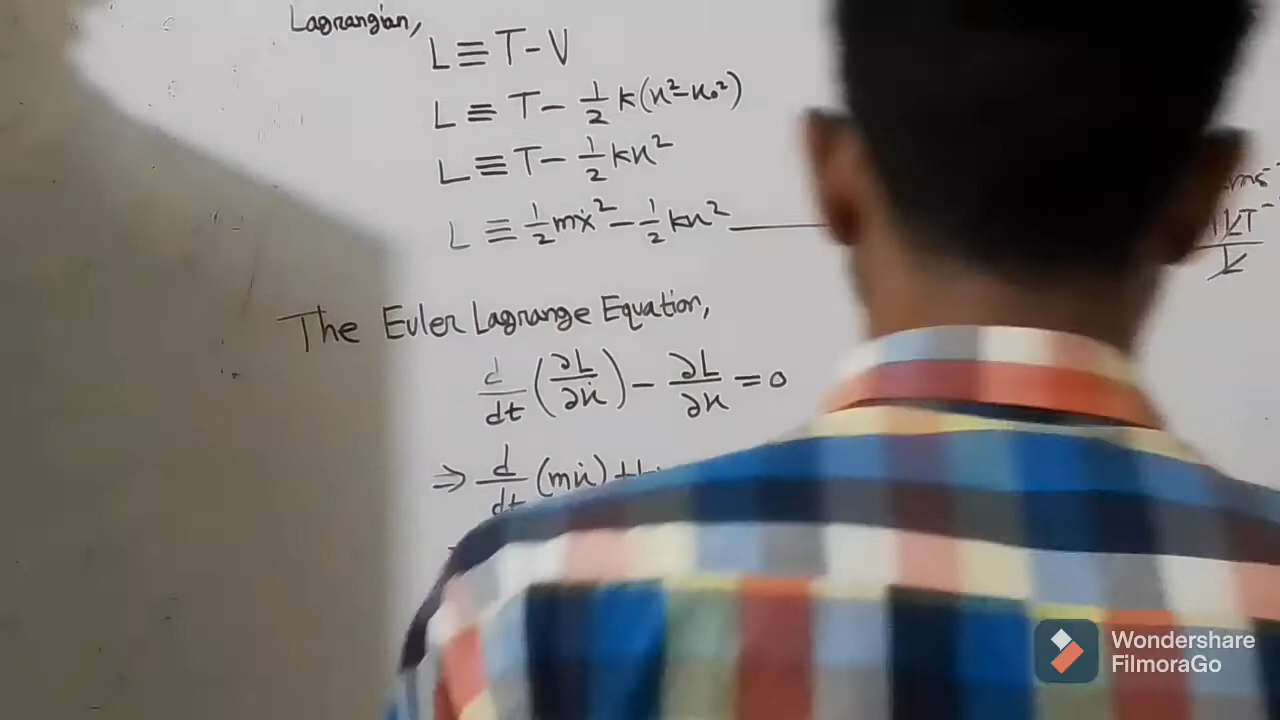 Lagrangian,
L ≡ T - V
L ≡ T - 1/2 k(x² - x₀²)
L ≡ T - 1/2 kx²
L ≡ 1/2 mẋ² - 1/2 kx²
The Euler Lagrange Equation,
d/dt (∂L/∂ẋ) - ∂L/∂x = 0
⇒ d/dt (mẋ) +
Wondershare
FilmoraGo